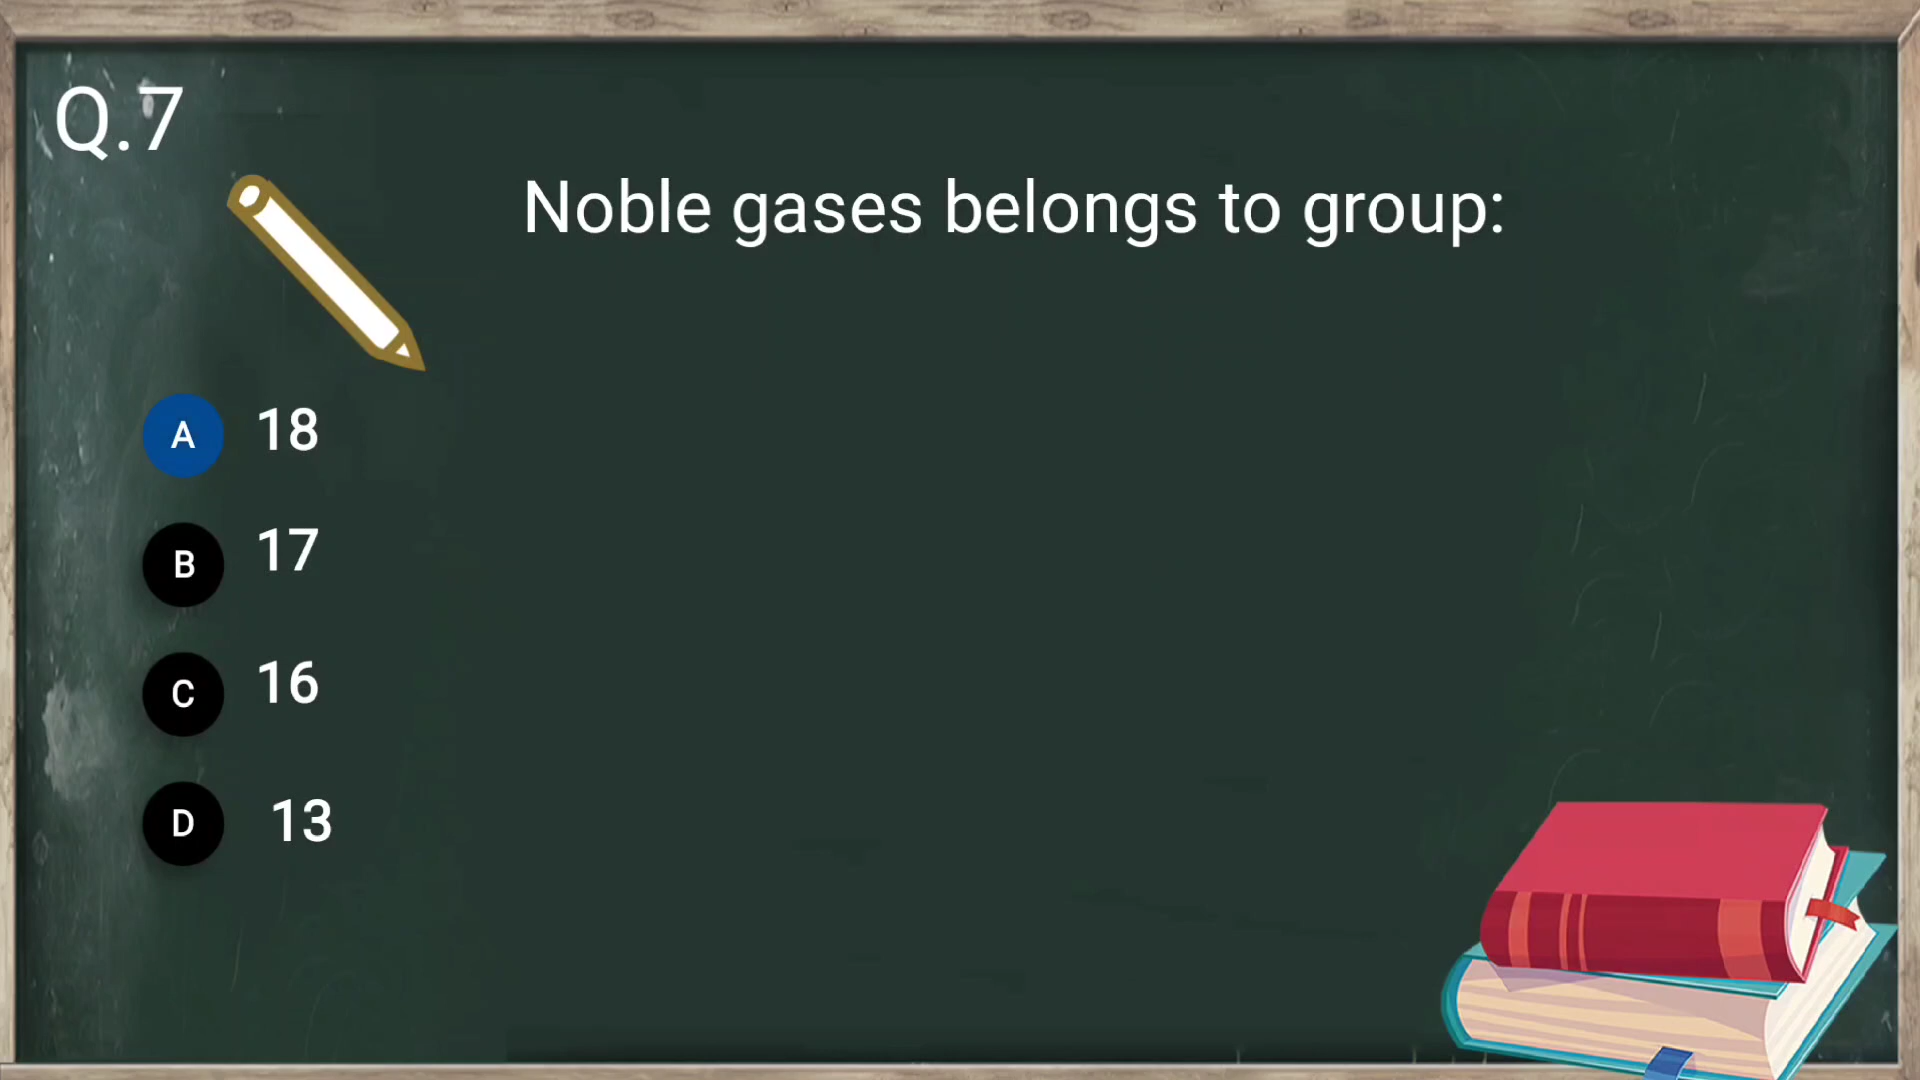 Q.7
Noble gases belongs to group:
A 18
B 17
C 16
D 13